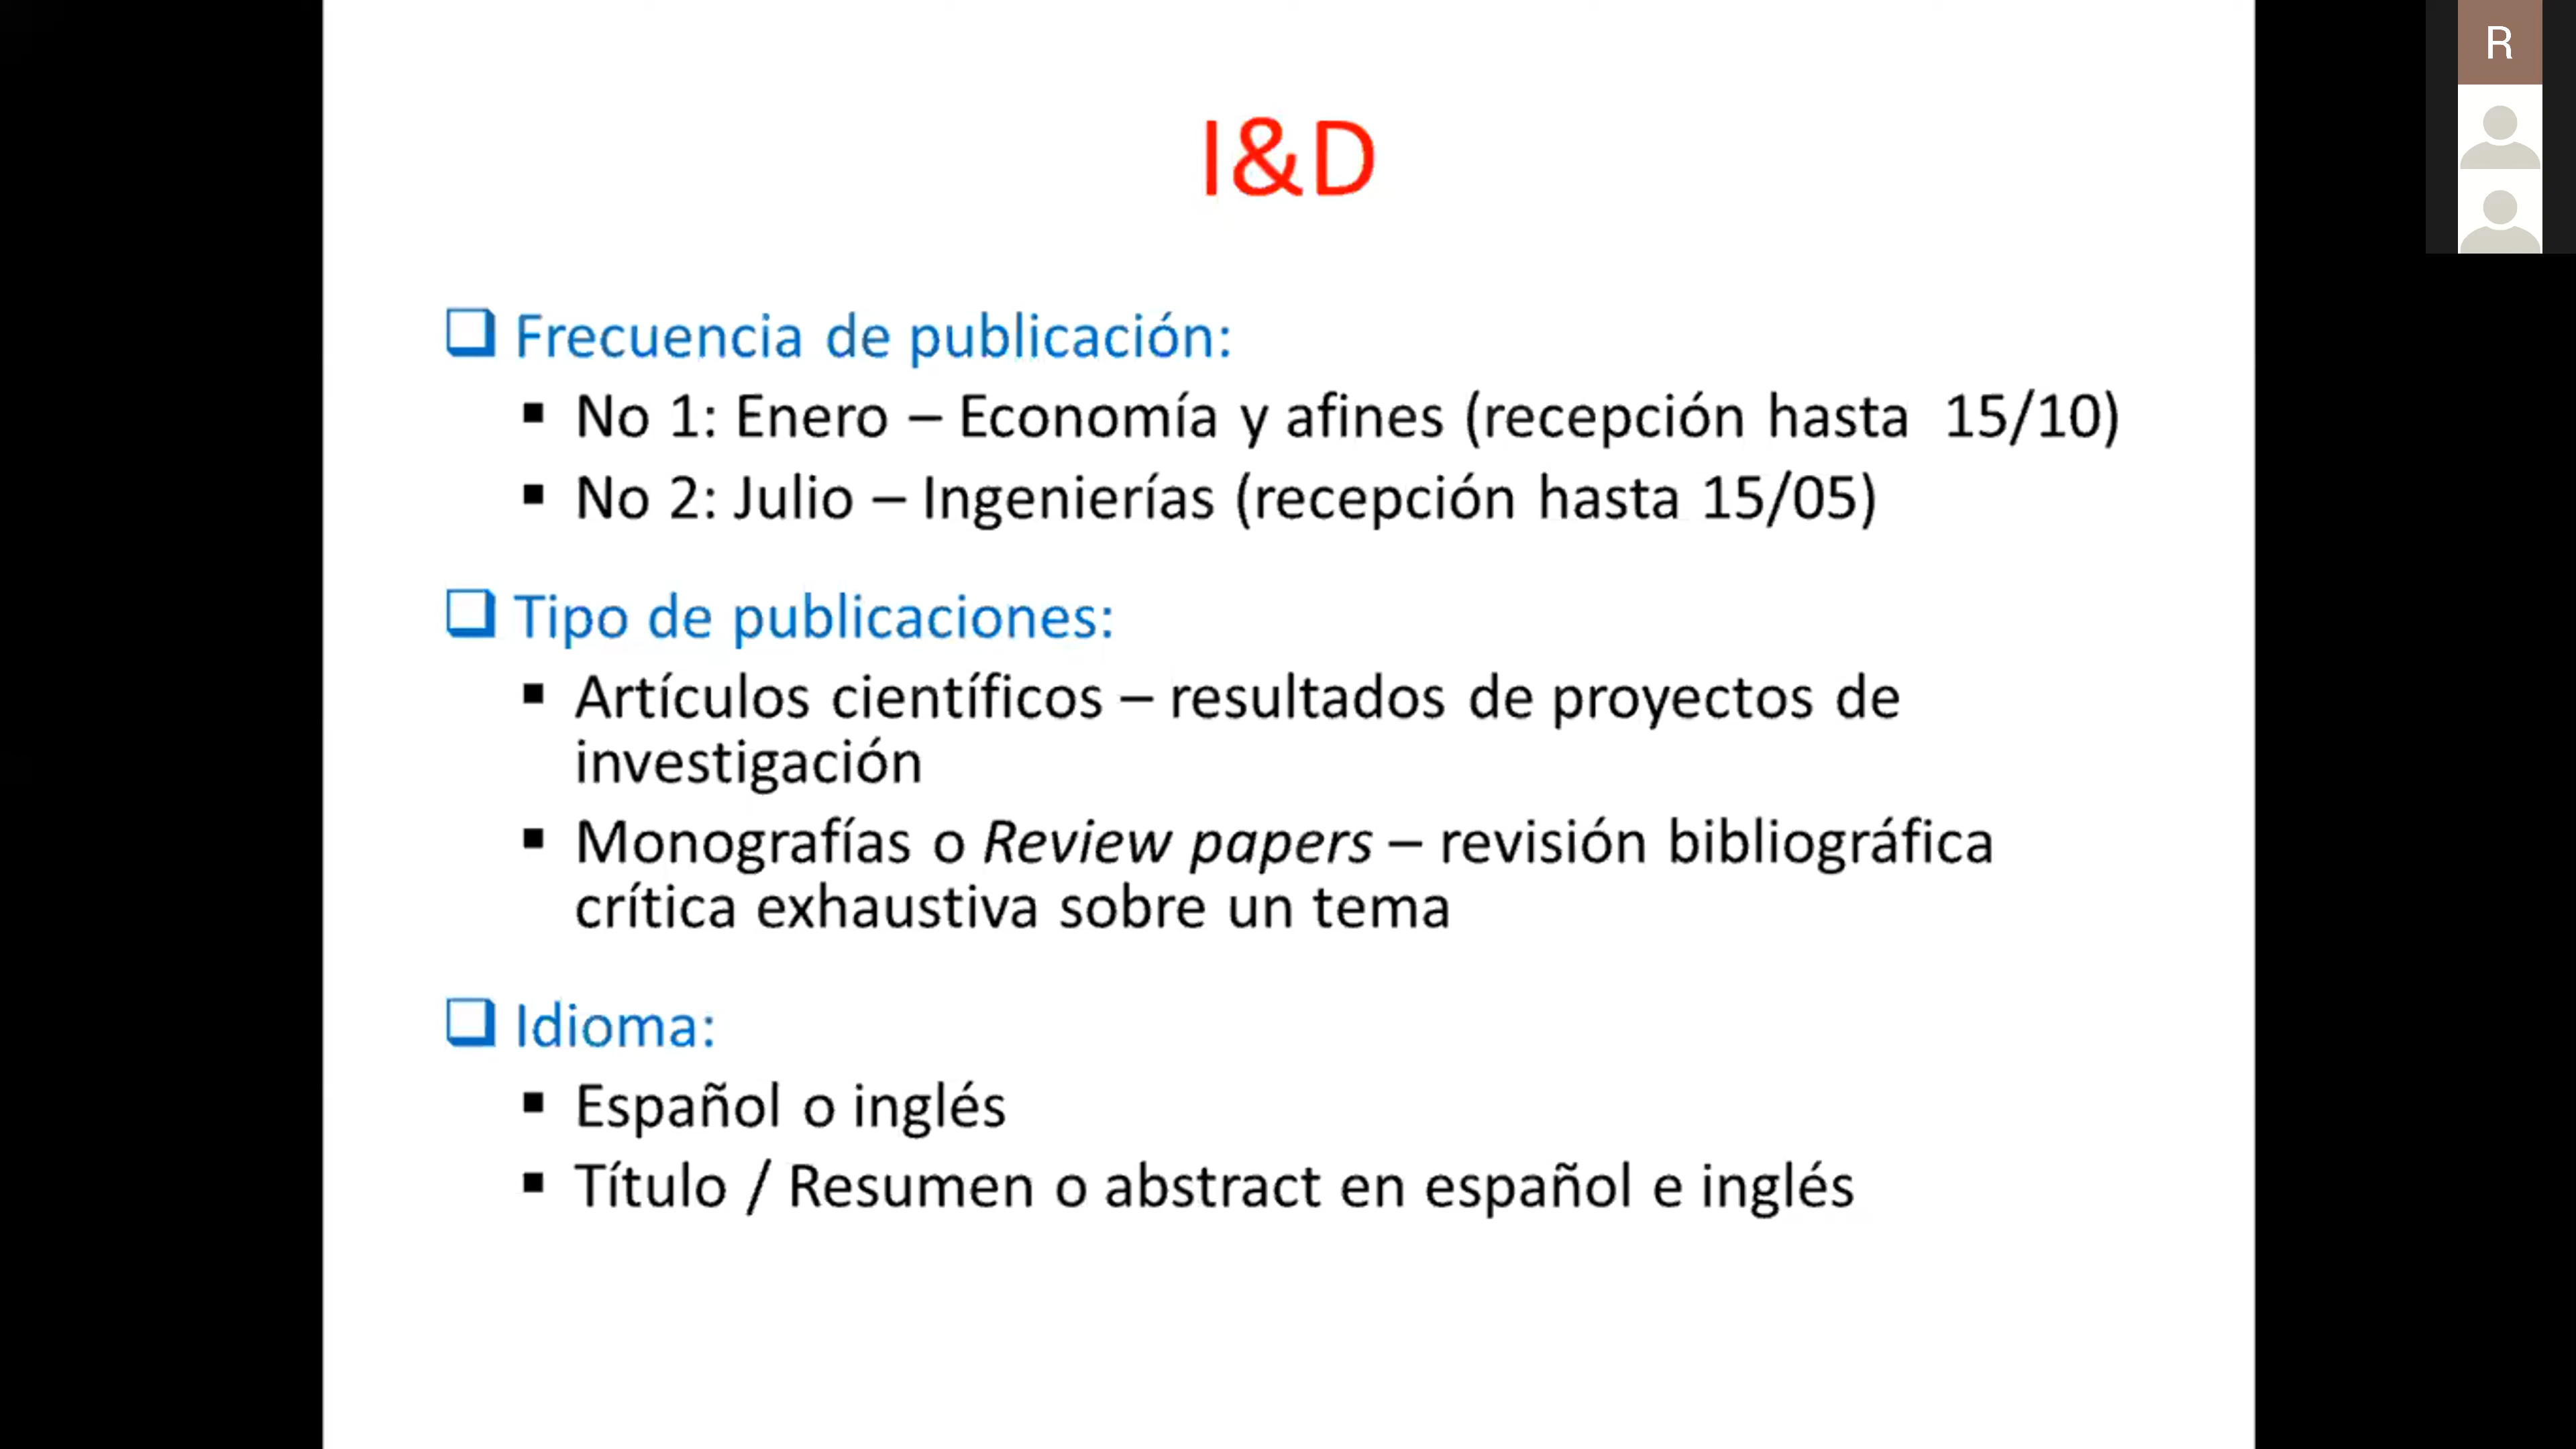 R
I&D
Frecuencia de publicación:
No 1: Enero – Economía y afines (recepción hasta 15/10)
No 2: Julio – Ingenierías (recepción hasta 15/05)
Tipo de publicaciones:
Artículos científicos – resultados de proyectos de
investigación
Monografías o Review papers – revisión bibliográfica
crítica exhaustiva sobre un tema
Idioma:
Español o inglés
Título / Resumen o abstract en español e inglés